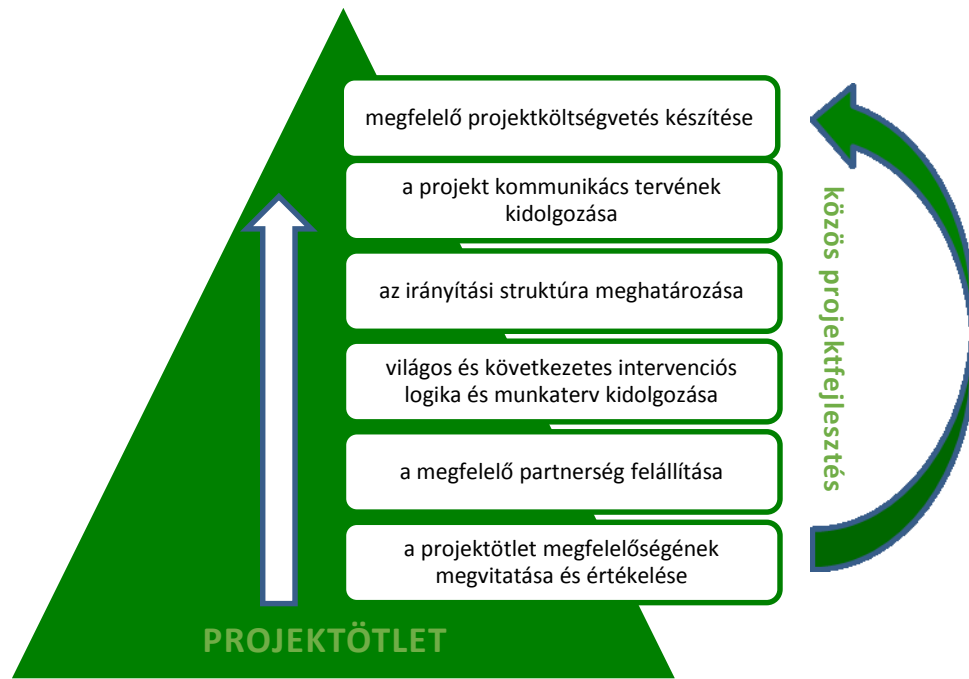 megfelelő projektköltségvetés készítése
a projekt kommunikács tervének
kidolgozása
az irányítási struktúra meghatározása
világos és következetes intervenciós
logika és munkaterv kidolgozása
a megfelelő partnerség felállítása
a projektötlet megfelelőségének
megvitatása és értékelése
PROJEKTÖTLET
közös projektfejlesztés